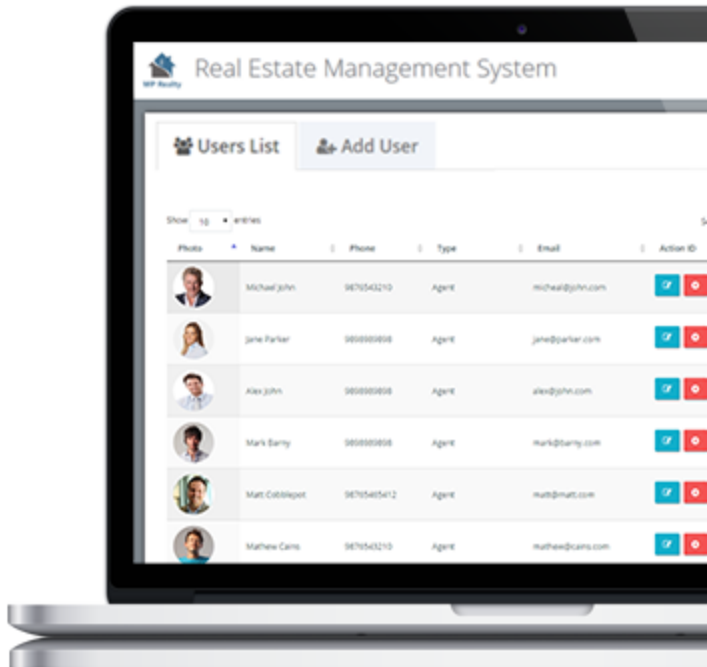 MP Realty
Real Estate Management System
Users List
Add User
Show 10 entries
Photo Name Phone Type Email Action ID
Michael John 9876543210 Agent micheal@john.com
Jane Parker 9898989898 Agent jane@parker.com
Alex John 9898989898 Agent alex@john.com
Mark Barny 9898989898 Agent mark@barny.com
Matt Cobblepot 98765465412 Agent matt@matt.com
Mathew Cains 9876543210 Agent mathew@cains.com